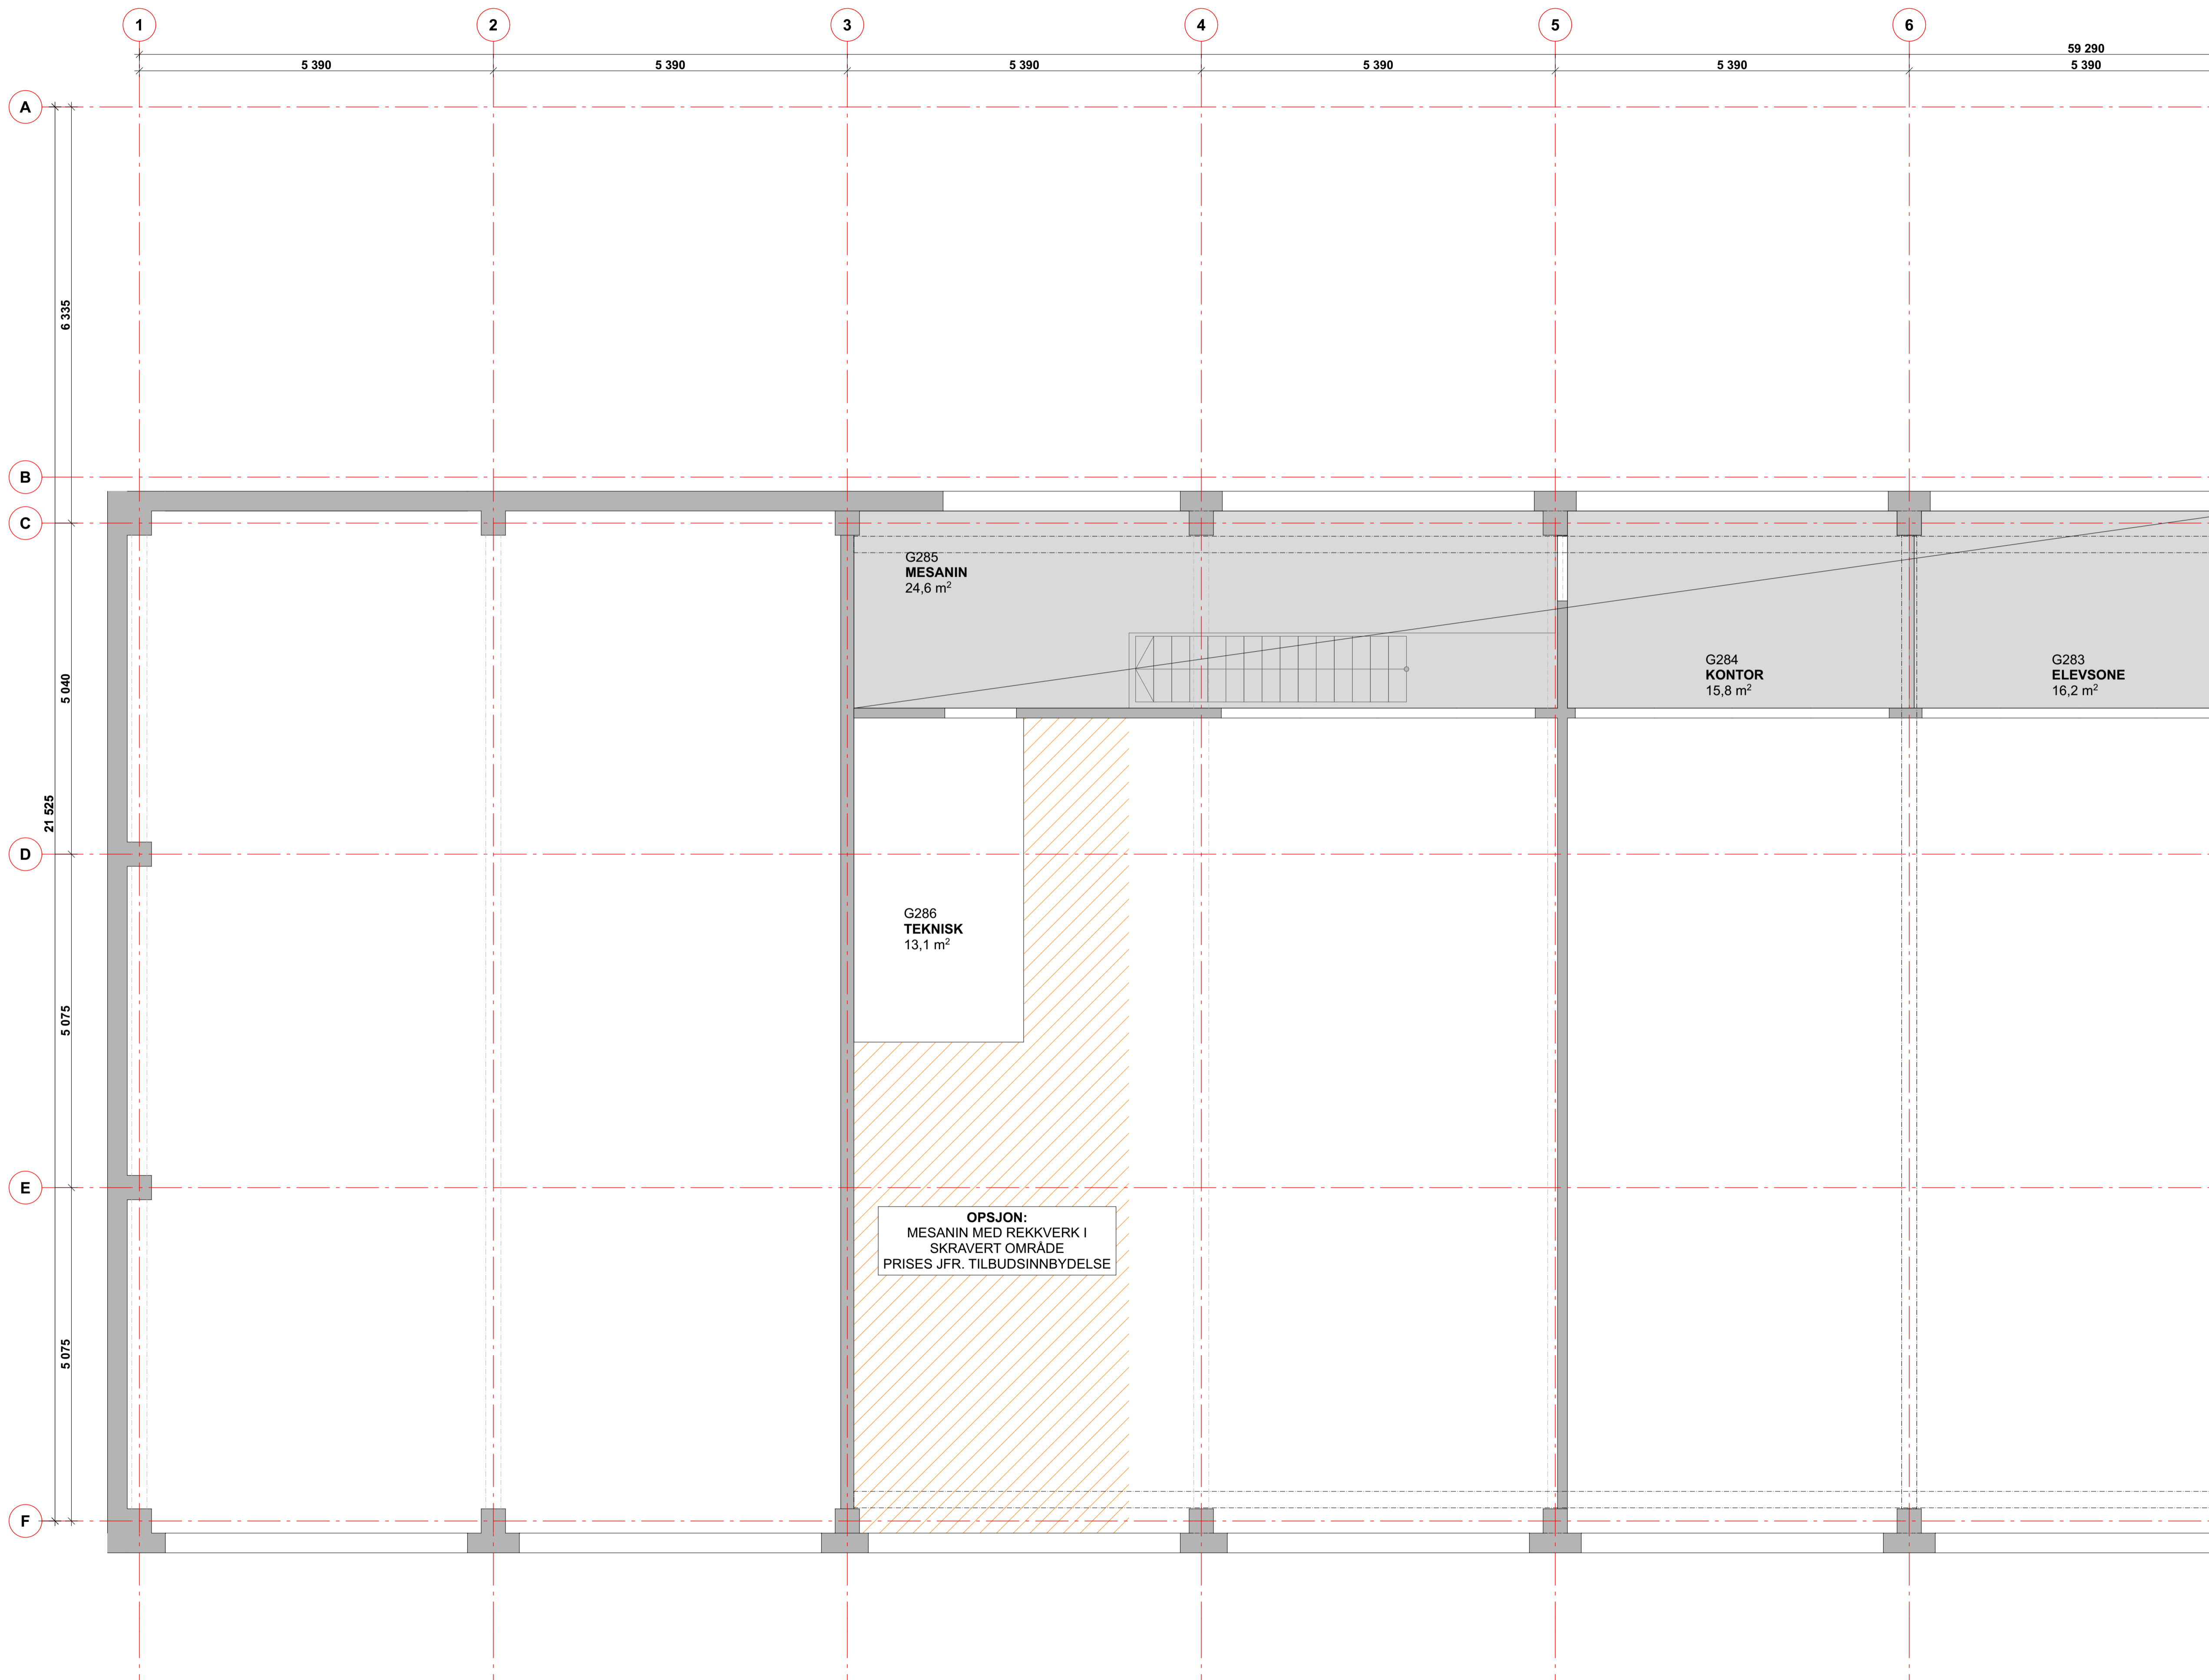 1
2
3
4
5
6
59 290
5 390
5 390
5 390
5 390
5 390
5 390
A
6 335
B
C
G285
MESANIN
24,6 m²
5 040
G284
KONTOR
15,8 m²
G283
ELEVSONE
16,2 m²
21 525
D
G286
TEKNISK
13,1 m²
5 075
E
OPSJON:
MESANIN MED REKKVERK I
SKRAVERT OMRÅDE
PRISES JFR. TILBUDSINNBYDELSE
5 075
F